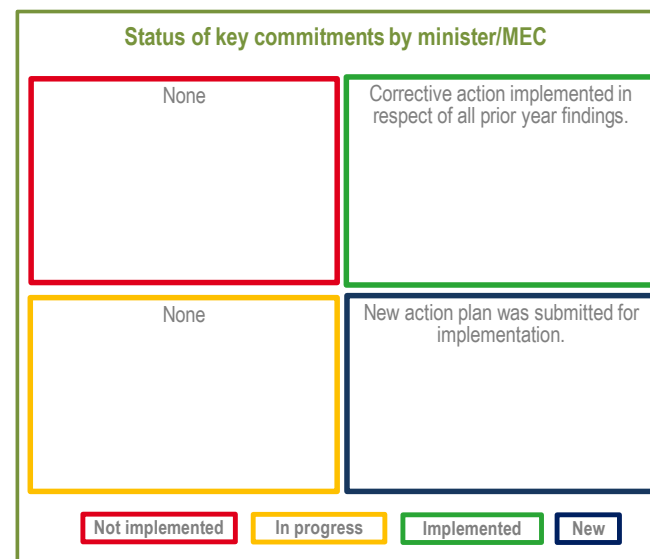 Status of key commitments by minister/MEC
None
Corrective action implemented in
respect of all prior year findings.
None
New action plan was submitted for
implementation.
Not implemented
In progress
Implemented
New